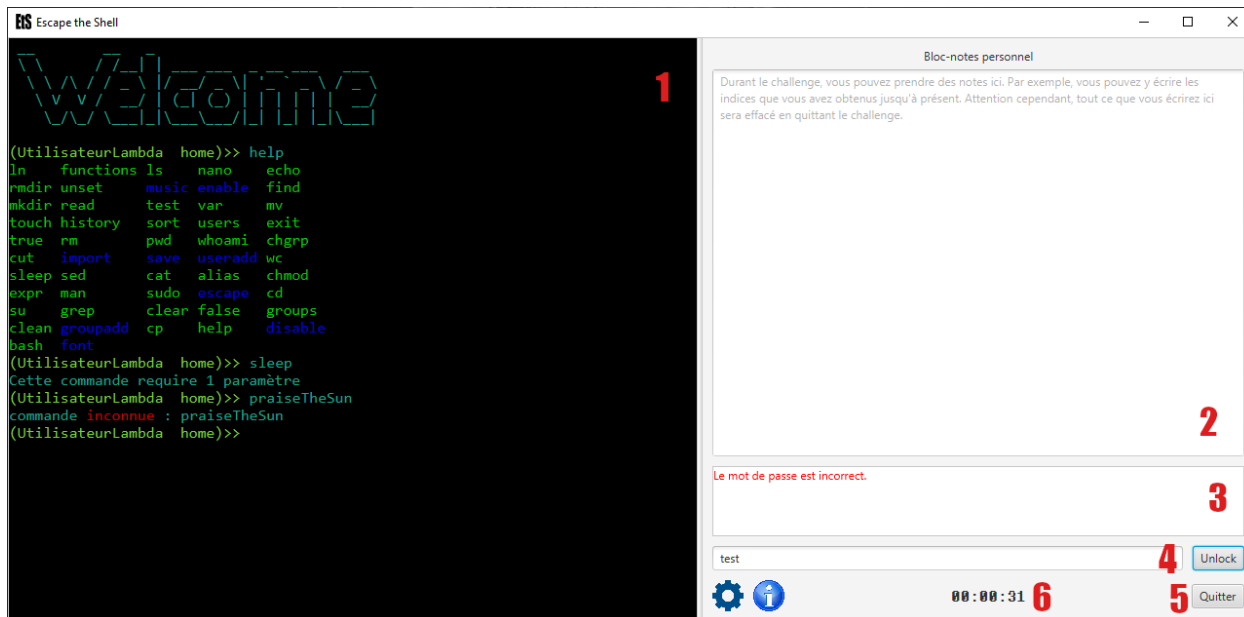 EtS Escape the Shell
Welcome
1
(UtilisateurLambda  home)>> help
ln    functions ls    nano    echo
rmdir unset     music enable  find
mkdir read      test  var     mv
touch history   sort  users   exit
true  rm        pwd   whoami  chgrp
cut   import    save  useradd wc
sleep sed       cat   alias   chmod
expr  man       sudo  escape  cd
su    grep      clear false   groups
clean groupadd  cp    help    disable
bash  font
(UtilisateurLambda  home)>> sleep
Cette commande require 1 paramètre
(UtilisateurLambda  home)>> praiseTheSun
commande inconnue : praiseTheSun
(UtilisateurLambda  home)>>
Bloc-notes personnel
Durant le challenge, vous pouvez prendre des notes ici. Par exemple, vous pouvez y écrire les
indices que vous avez obtenus jusqu'à présent. Attention cependant, tout ce que vous écrirez ici
sera effacé en quittant le challenge.
2
Le mot de passe est incorrect.
3
test 4 Unlock
00:00:31 6 5 Quitter